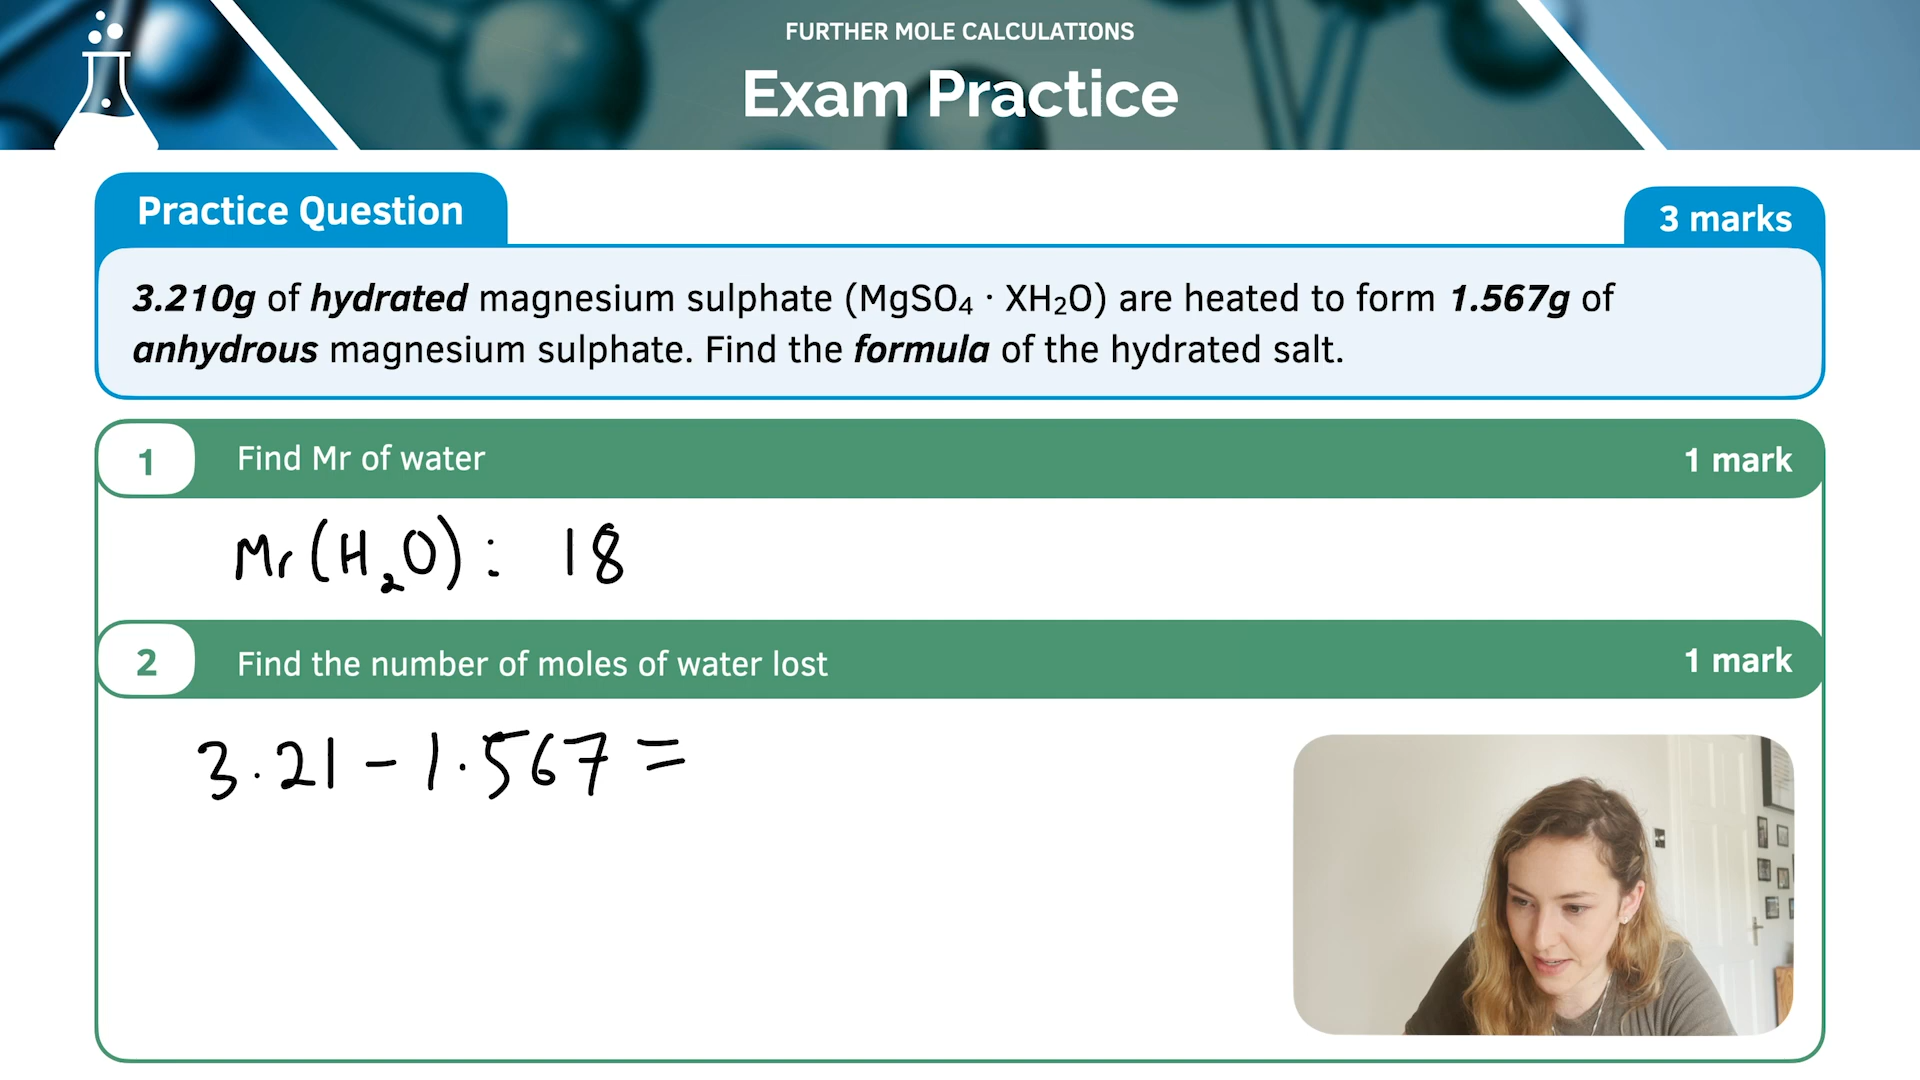 FURTHER MOLE CALCULATIONS
Exam Practice
Practice Question
3 marks
3.210g of hydrated magnesium sulphate (MgSO₄ · XH₂O) are heated to form 1.567g of
anhydrous magnesium sulphate. Find the formula of the hydrated salt.
1 Find Mr of water 1 mark
Mr(H₂O): 18
2 Find the number of moles of water lost 1 mark
3.21 - 1.567 =